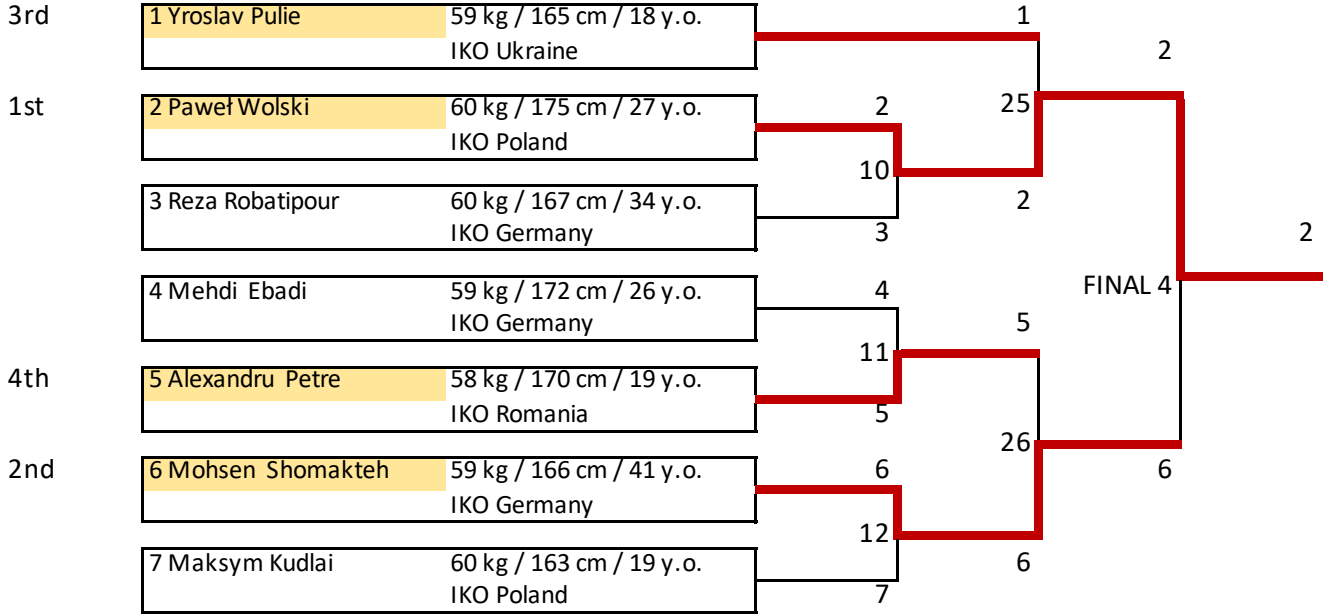 3rd 1 Yroslav Pulie 59 kg / 165 cm / 18 y.o. 1
IKO Ukraine 2
1st 2 Paweł Wolski 60 kg / 175 cm / 27 y.o. 2 25
IKO Poland
10
3 Reza Robatipour 60 kg / 167 cm / 34 y.o. 2
IKO Germany 3 2
4 Mehdi Ebadi 59 kg / 172 cm / 26 y.o. 4 FINAL 4
IKO Germany 5
11
4th 5 Alexandru Petre 58 kg / 170 cm / 19 y.o.
IKO Romania 5
26
2nd 6 Mohsen Shomakteh 59 kg / 166 cm / 41 y.o. 6 6
IKO Germany
12
7 Maksym Kudlai 60 kg / 163 cm / 19 y.o. 6
IKO Poland 7